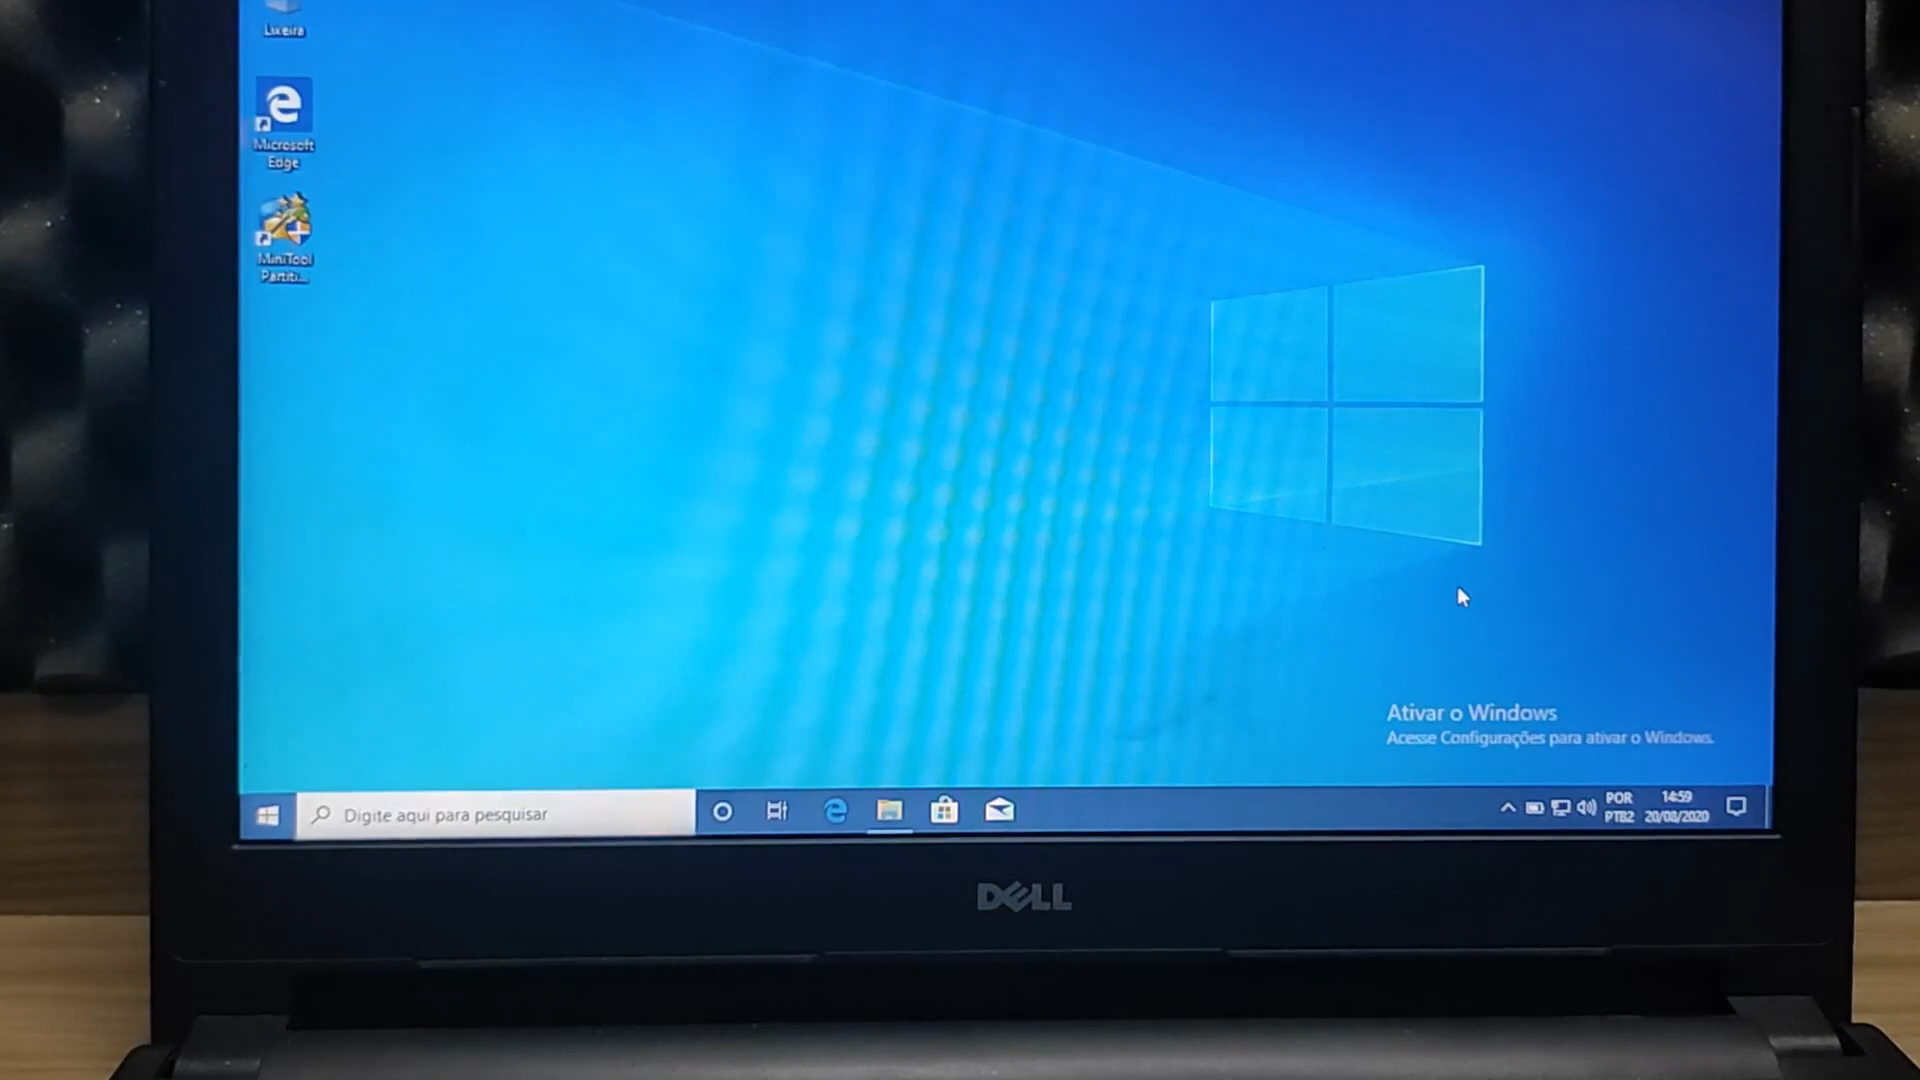 Lixeira
Microsoft
Edge
MiniTool
Partiti...
Ativar o Windows
Acesse Configurações para ativar o Windows.
Digite aqui para pesquisar
POR
PTB2
14:59
20/08/2020
DELL